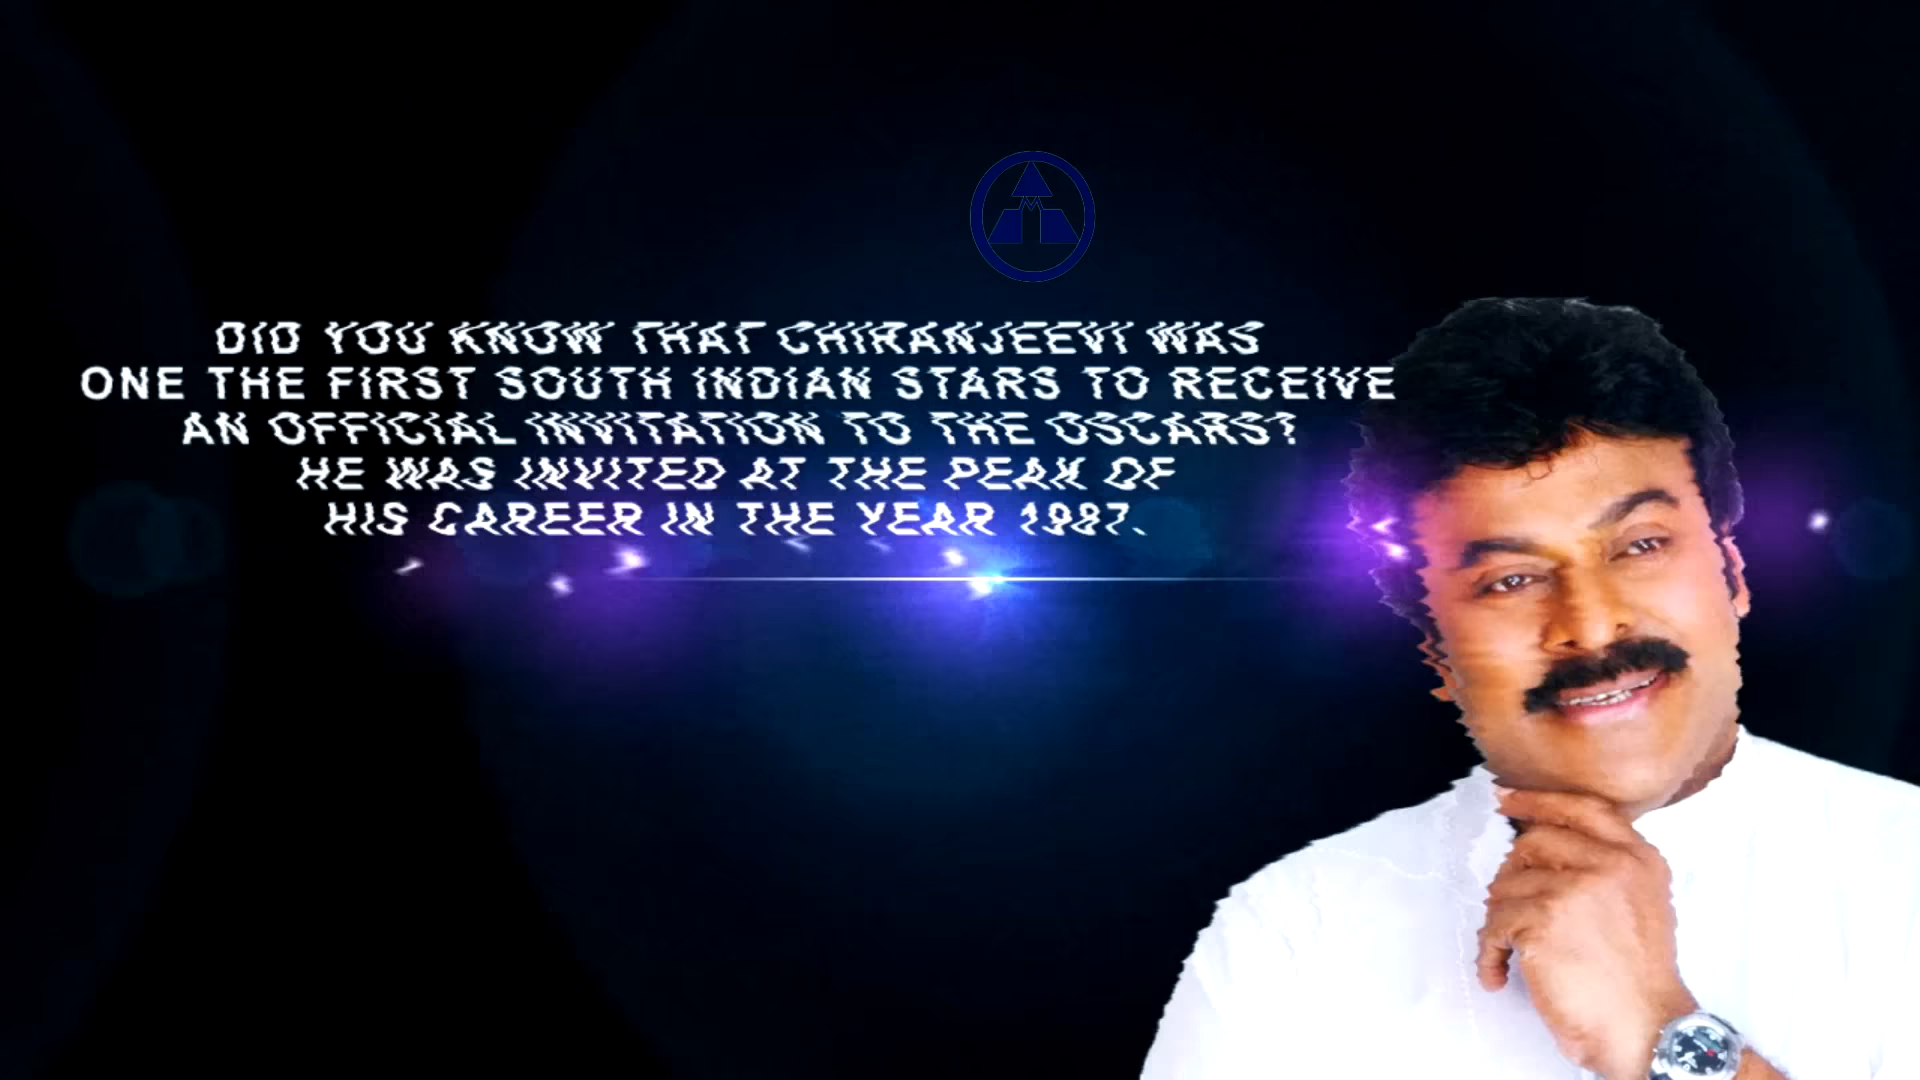 DID YOU KNOW THAT CHIRANJEEVI WAS
ONE THE FIRST SOUTH INDIAN STARS TO RECEIVE
AN OFFICIAL INVITATION TO THE OSCARS?
HE WAS INVITED AT THE PEAK OF
HIS CAREER IN THE YEAR 1987.